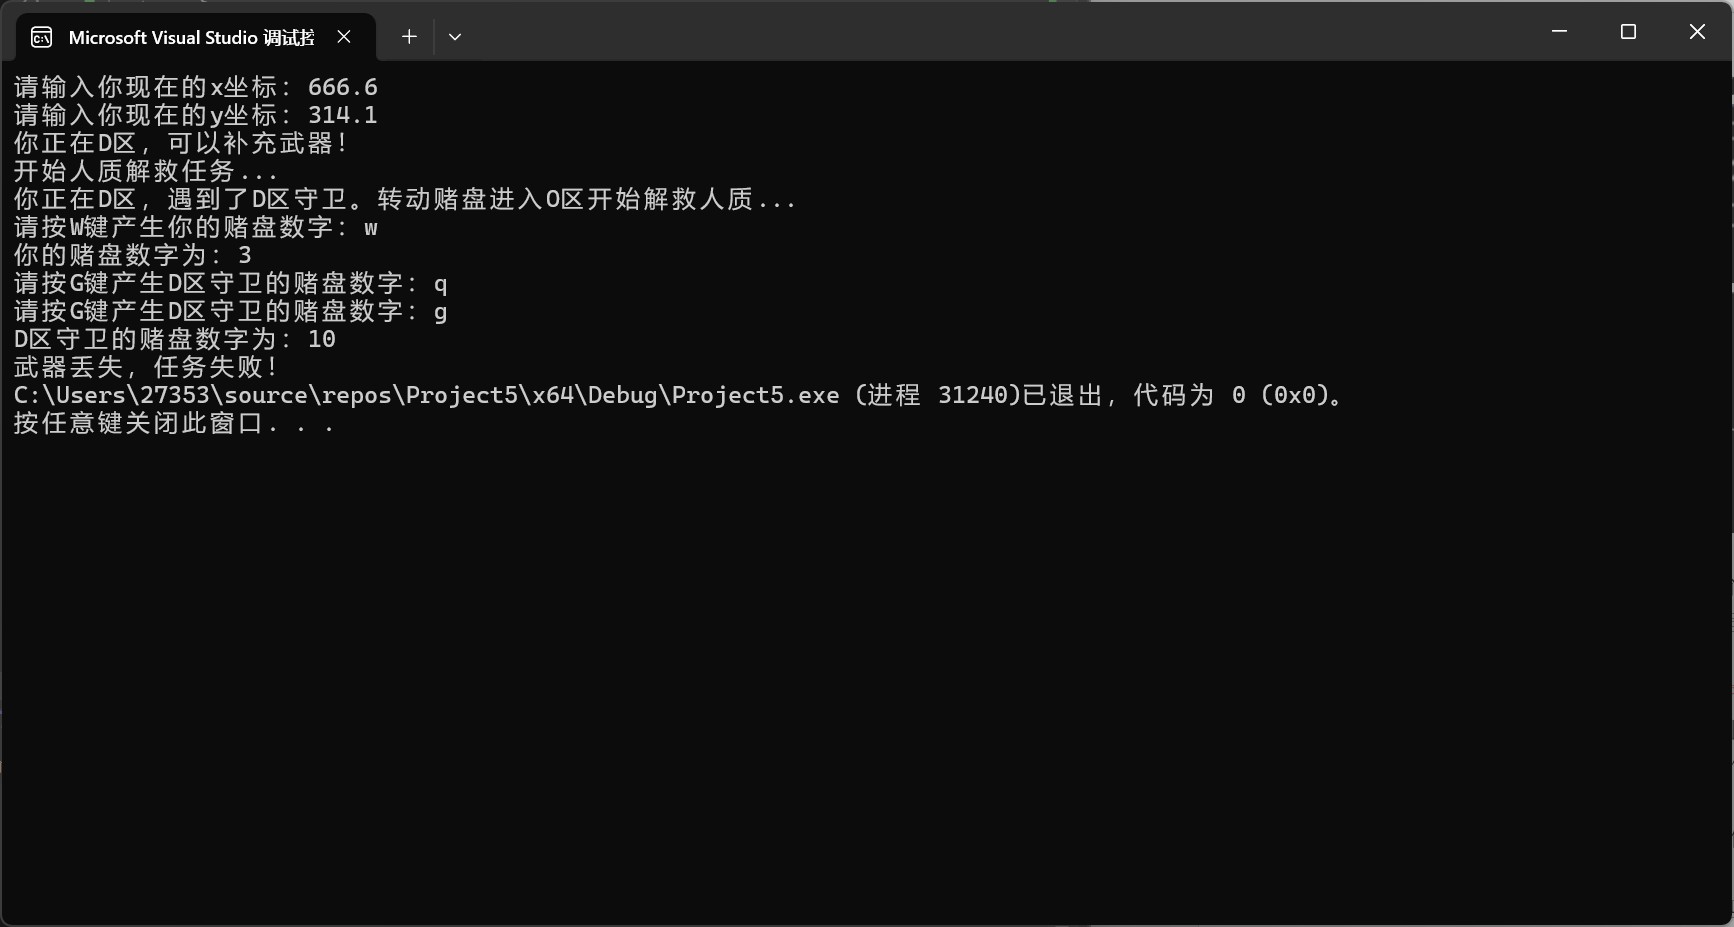 Microsoft Visual Studio 调试控
请输入你现在的x坐标：666.6
请输入你现在的y坐标：314.1
你正在D区，可以补充武器！
开始人质解救任务...
你正在D区，遇到了D区守卫。转动赌盘进入O区开始解救人质...
请按W键产生你的赌盘数字：w
你的赌盘数字为：3
请按G键产生D区守卫的赌盘数字：q
请按G键产生D区守卫的赌盘数字：g
D区守卫的赌盘数字为：10
武器丢失，任务失败！
C:\Users\27353\source\repos\Project5\x64\Debug\Project5.exe (进程 31240)已退出，代码为 0 (0x0)。
按任意键关闭此窗口. . .